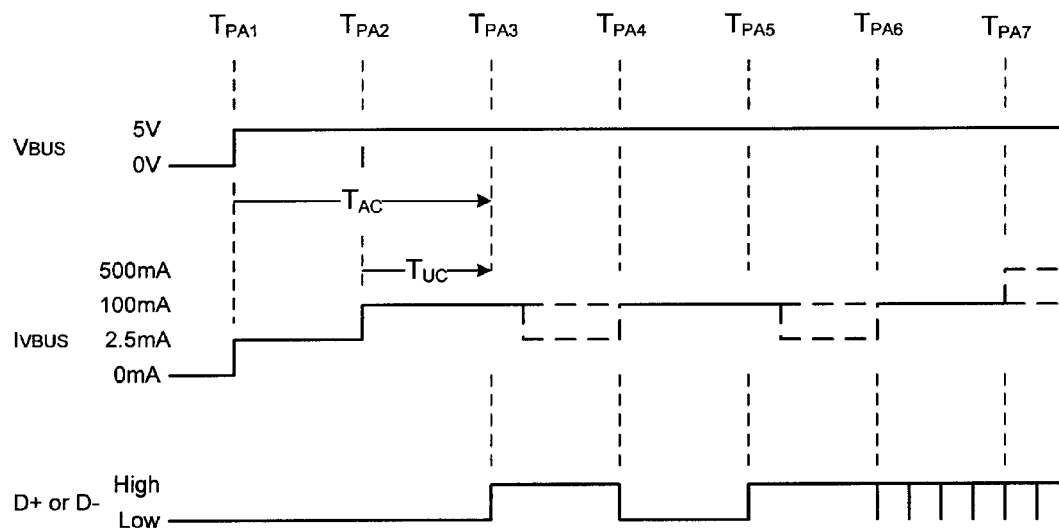 TPA1 TPA2 TPA3 TPA4 TPA5 TPA6 TPA7
5V
VBUS
0V
TAC
500mA
TUC
100mA
IVBUS
2.5mA
0mA
High
D+ or D-
Low